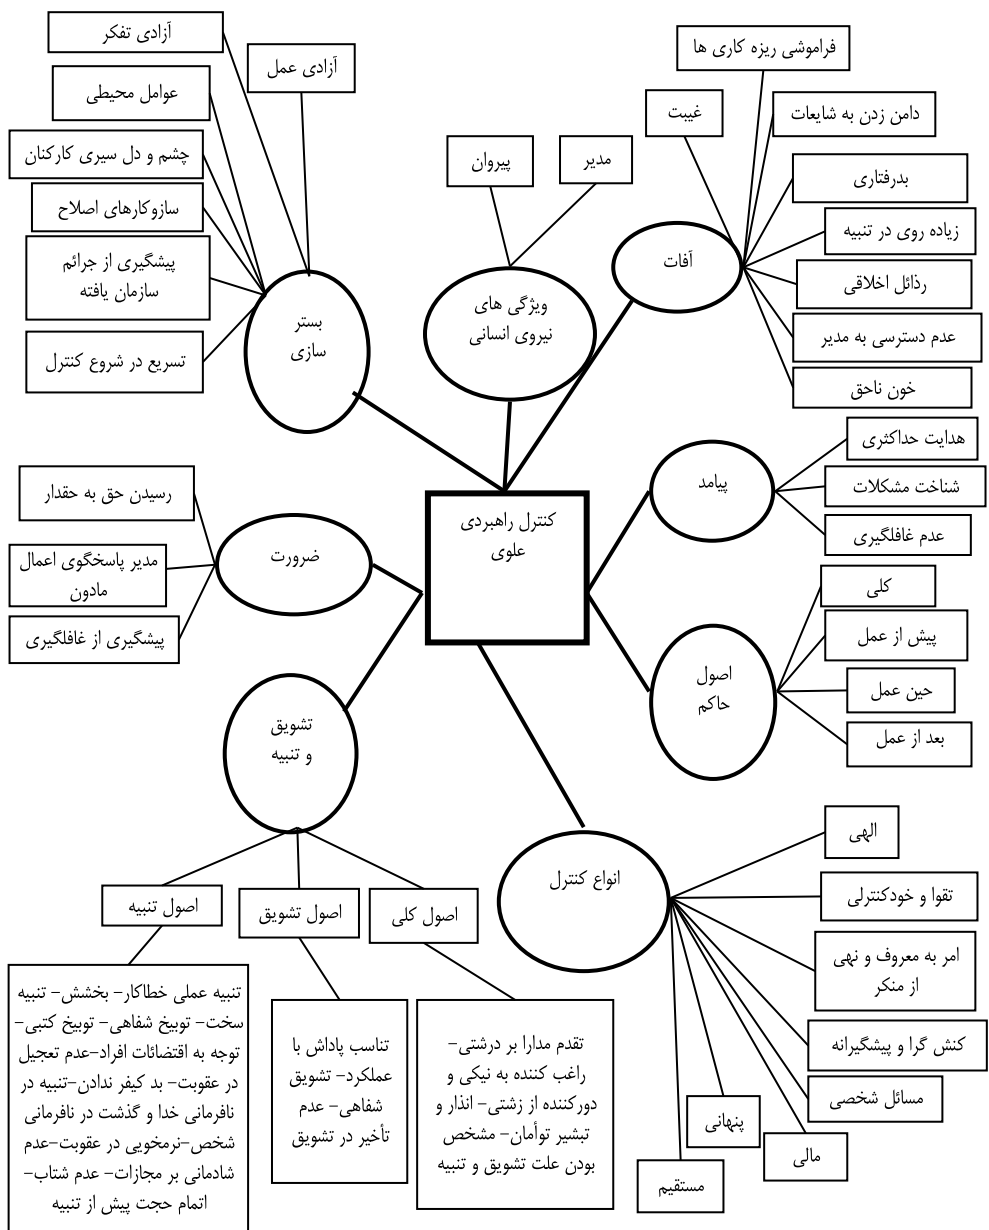 آزادی تفکر
آزادی عمل
عوامل محیطی
چشم و دل سیری کارکنان
سازوکارهای اصلاح
پیشگیری از جرائم
سازمان یافته
تسریع در شروع کنترل
بستر
سازی
پیروان
مدیر
ویژگی های
نیروی انسانی
فراموشی ریزه کاری ها
غیبت
دامن زدن به شایعات
بدرفتاری
زیاده روی در تنبیه
رذائل اخلاقی
عدم دسترسی به مدیر
خون ناحق
آفات
هدایت حداکثری
شناخت مشکلات
عدم غافلگیری
پیامد
کنترل راهبردی
علوی
رسیدن حق به حقدار
مدیر پاسخگوی اعمال
مادون
پیشگیری از غافلگیری
ضرورت
کلی
پیش از عمل
حین عمل
بعد از عمل
اصول
حاکم
تشویق
و تنبیه
اصول تنبیه
اصول تشویق
اصول کلی
تنبیه عملی خطاکار- بخشش- تنبیه
سخت- توبیخ شفاهی- توبیخ کتبی-
توجه به اقتضائات افراد-عدم تعجیل
در عقوبت- بد کیفر ندادن-تنبیه در
نافرمانی خدا و گذشت در نافرمانی
شخص-نرمخویی در عقوبت-عدم
شادمانی بر مجازات- عدم شتاب-
اتمام حجت پیش از تنبیه
تناسب پاداش با
عملکرد- تشویق
شفاهی- عدم
تأخیر در تشویق
تقدم مدارا بر درشتی-
راغب کننده به نیکی و
دورکننده از زشتی- انذار و
تبشیر توأمان- مشخص
بودن علت تشویق و تنبیه
انواع کنترل
الهی
تقوا و خودکنترلی
امر به معروف و نهی
از منکر
کنش گرا و پیشگیرانه
مسائل شخصی
پنهانی
مالی
مستقیم